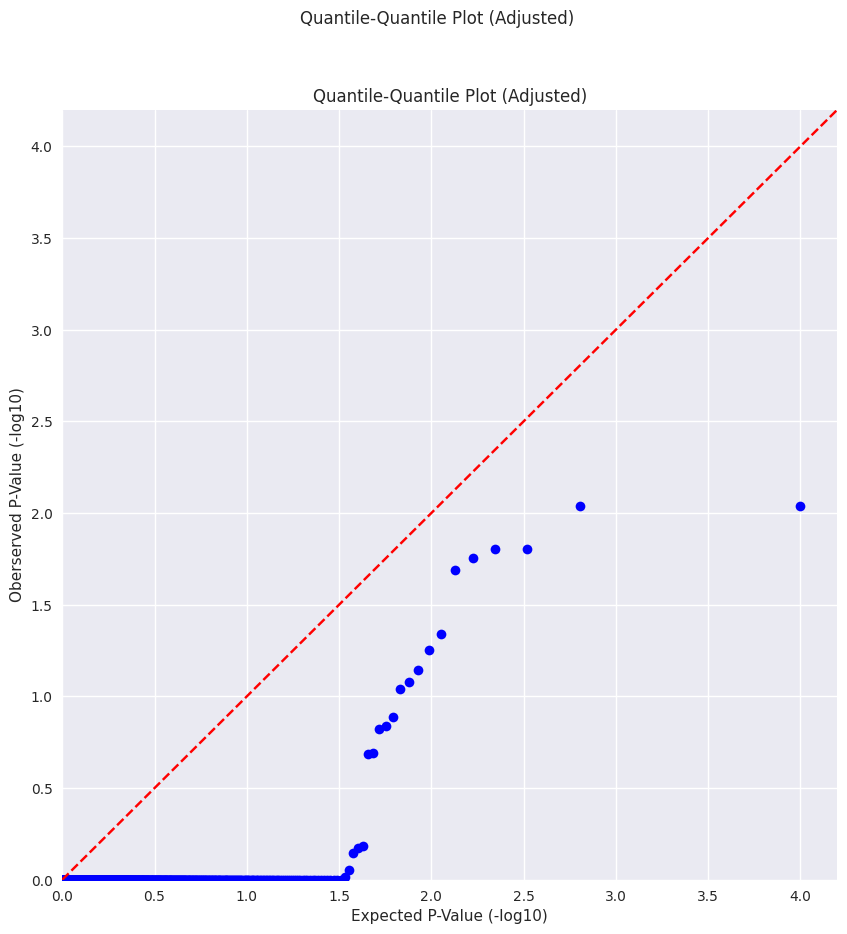 Quantile-Quantile Plot (Adjusted)
Quantile-Quantile Plot (Adjusted)
4.0
3.5
3.0
2.5
2.0
1.5
1.0
0.5
0.0
Oberserved P-Value (-log10)
0.0 0.5 1.0 1.5 2.0 2.5 3.0 3.5 4.0
Expected P-Value (-log10)